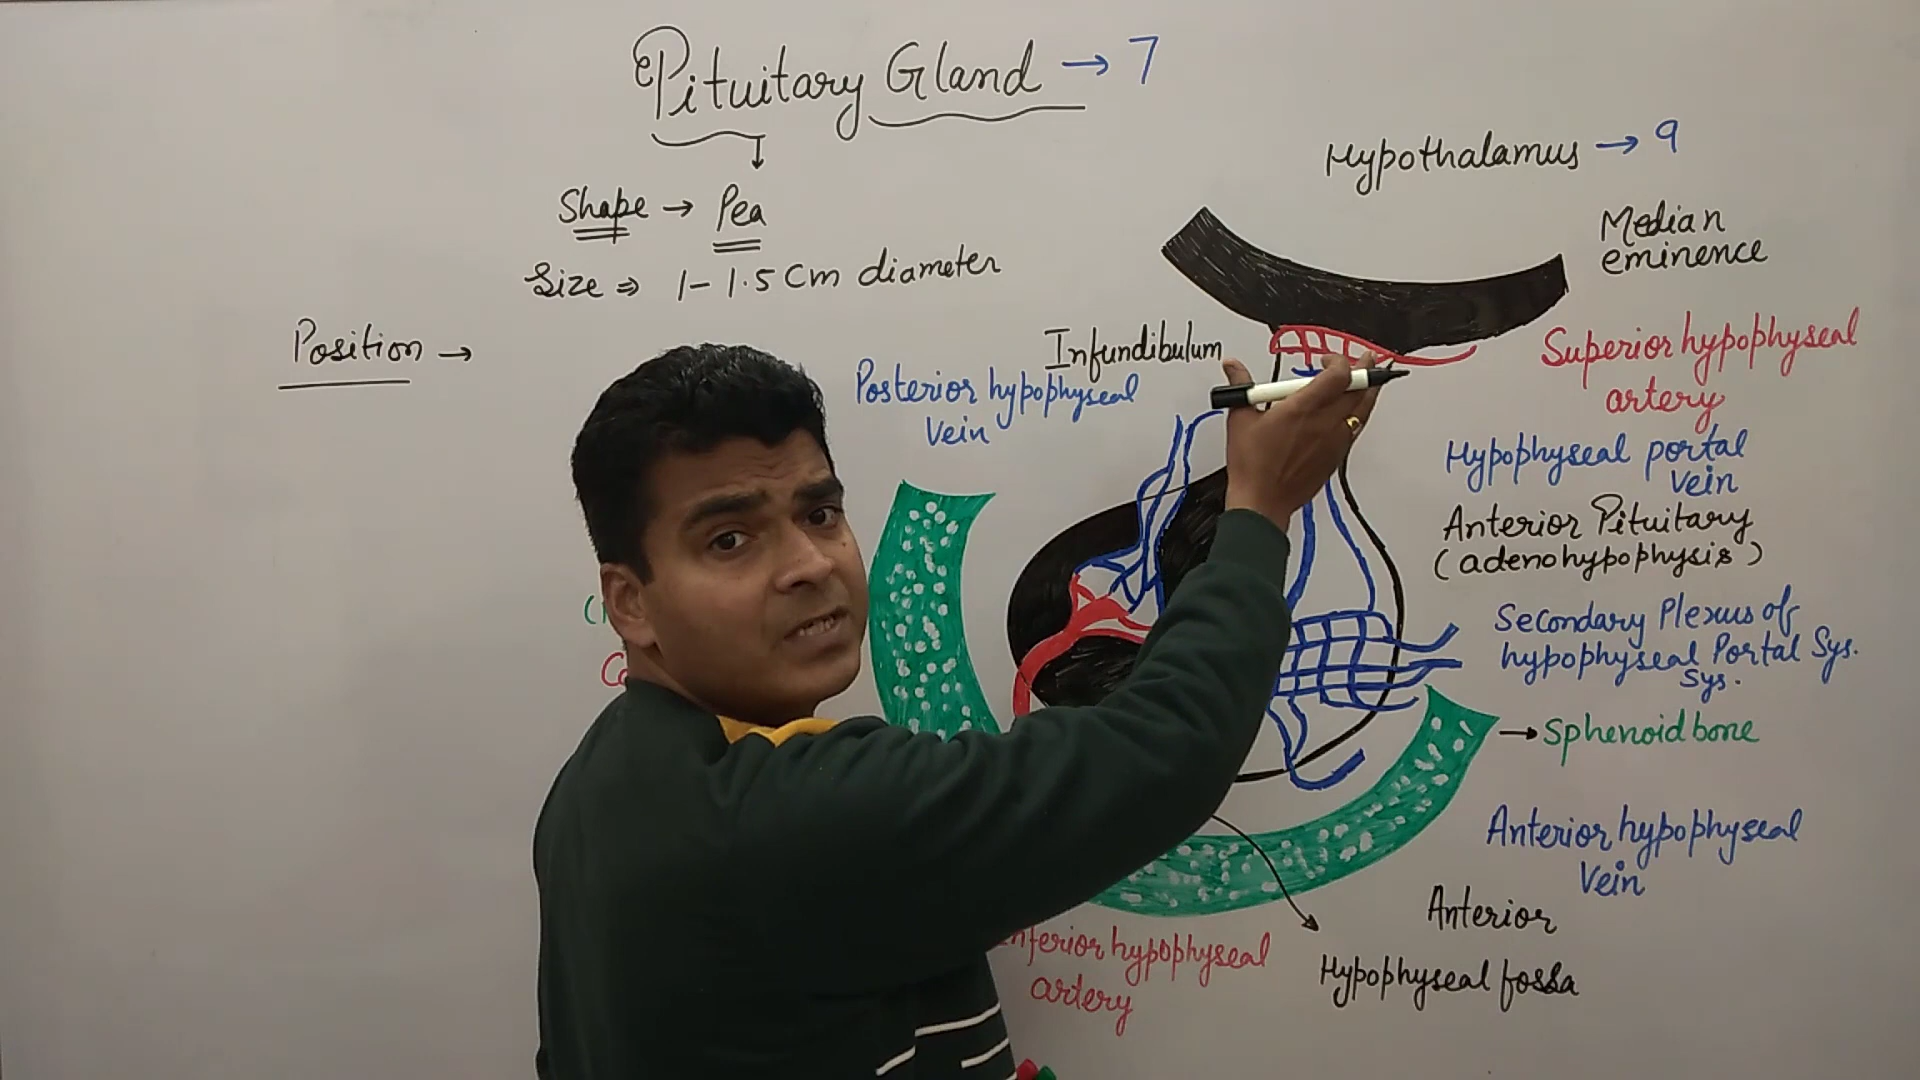 Pituitary Gland → 7
Hypothalamus → 9
Shape → Pea
Median
eminence
Size ⇒ 1-1.5 Cm diameter
Position →
Infundibulum
Superior hypophyseal
artery
Posterior hypophyseal
Vein
Hypophyseal portal
Vein
Anterior Pituitary
(adenohypophysis)
Secondary Plexus of
hypophyseal Portal Sys.
Sys.
→ Sphenoid bone
Anterior hypophyseal
Vein
Anterior
Inferior hypophyseal
artery
Hypophyseal fossa